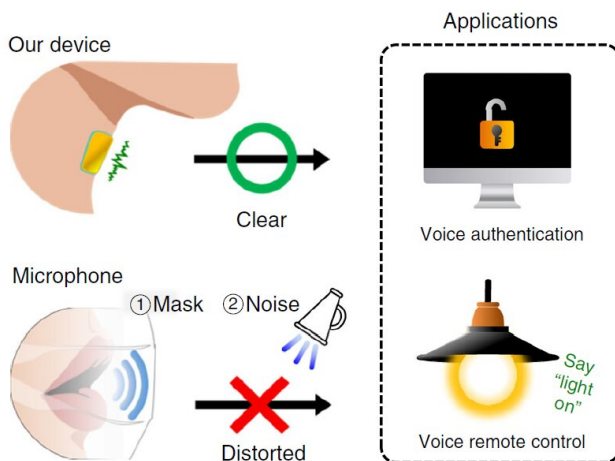 Applications
Our device
Clear
Voice authentication
Microphone
①Mask
②Noise
Distorted
Say
"light
on"
Voice remote control